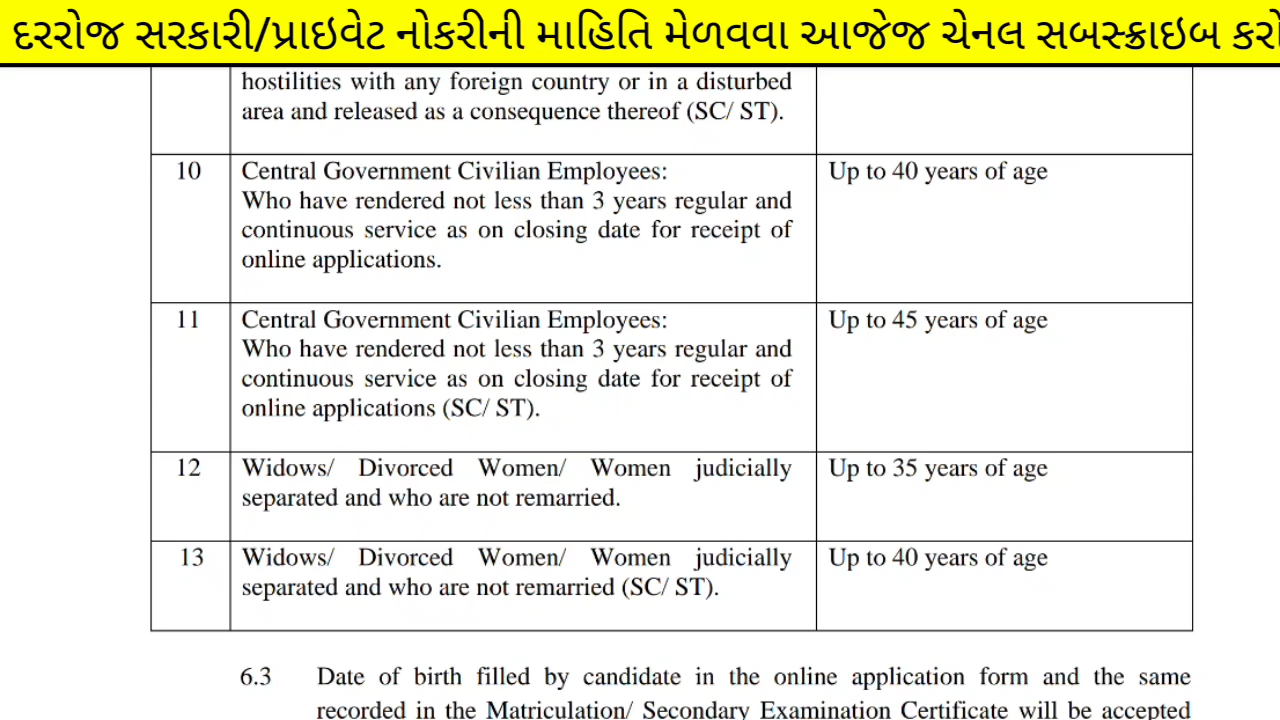 દરરોજ સરકારી/પ્રાઇવેટ નોકરીની માહિતિ મેળવવા આજેજ ચેનલ સબસ્ક્રાઇબ કરો
hostilities with any foreign country or in a disturbed
area and released as a consequence thereof (SC/ ST).
10 Central Government Civilian Employees: Up to 40 years of age
Who have rendered not less than 3 years regular and
continuous service as on closing date for receipt of
online applications.
11 Central Government Civilian Employees: Up to 45 years of age
Who have rendered not less than 3 years regular and
continuous service as on closing date for receipt of
online applications (SC/ ST).
12 Widows/ Divorced Women/ Women judicially Up to 35 years of age
separated and who are not remarried.
13 Widows/ Divorced Women/ Women judicially Up to 40 years of age
separated and who are not remarried (SC/ ST).
6.3 Date of birth filled by candidate in the online application form and the same
recorded in the Matriculation/ Secondary Examination Certificate will be accepted